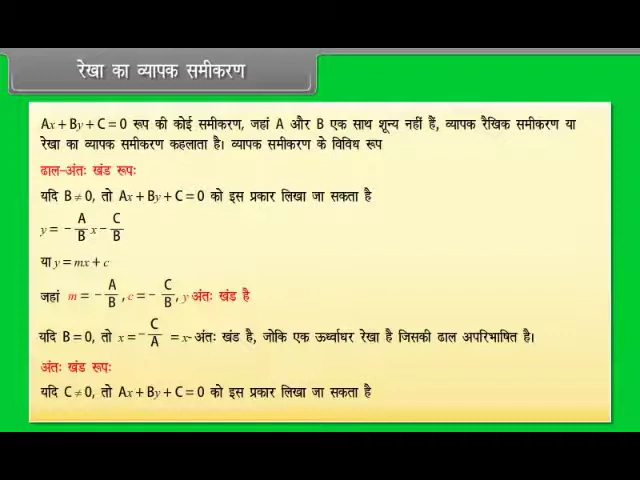 रेखा का व्यापक समीकरण
Ax + By + C = 0 रूप की कोई समीकरण, जहां A और B एक साथ शून्य नहीं हैं, व्यापक रैखिक समीकरण या
रेखा का व्यापक समीकरण कहलाता है। व्यापक समीकरण के विविध रूप
ढाल-अंतः खंड रूपः
यदि B ≠ 0, तो Ax + By + C = 0 को इस प्रकार लिखा जा सकता है
y = - A/B x - C/B
या y = mx + c
जहां m = - A/B , c = - C/B , y अंतः खंड है
यदि B = 0, तो x = - C/A = x- अंतः खंड है, जोकि एक ऊर्ध्वाधर रेखा है जिसकी ढाल अपरिभाषित है।
अंतः खंड रूपः
यदि C ≠ 0, तो Ax + By + C = 0 को इस प्रकार लिखा जा सकता है